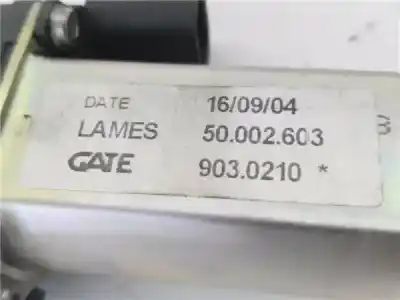 DATE 16/09/04
LAMES 50.002.603
GATE 903.0210 *